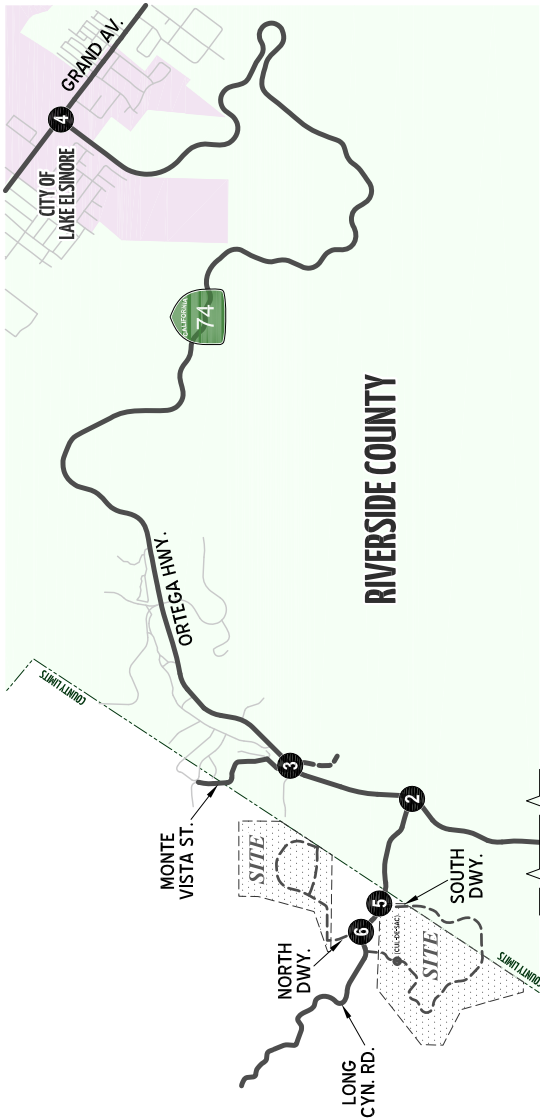 GRAND AV.
4
CITY OF
LAKE ELSINORE
CALIFORNIA
74
RIVERSIDE COUNTY
ORTEGA HWY.
COUNTY LIMITS
3
MONTE
VISTA ST.
2
SITE
5
SOUTH
DWY.
6
NORTH
DWY.
(CUL-DE-SAC)
SITE
COUNTY LIMITS
LONG
CYN. RD.